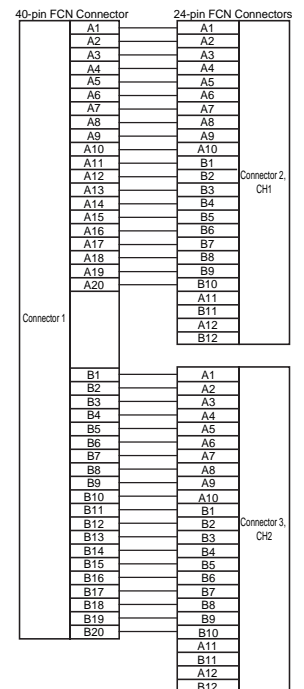 40-pin FCN Connector 24-pin FCN Connectors
A1 A1
A2 A2
A3 A3
A4 A4
A5 A5
A6 A6
A7 A7
A8 A8
A9 A9
A10 A10
A11 B1
A12 B2 Connector 2,
A13 B3 CH1
A14 B4
A15 B5
A16 B6
A17 B7
A18 B8
A19 B9
A20 B10
A11
Connector 1 B11
A12
B12
B1 A1
B2 A2
B3 A3
B4 A4
B5 A5
B6 A6
B7 A7
B8 A8
B9 A9
B10 A10
B11 B1
B12 B2 Connector 3,
B13 B3 CH2
B14 B4
B15 B5
B16 B6
B17 B7
B18 B8
B19 B9
B20 B10
A11
B11
A12
B12